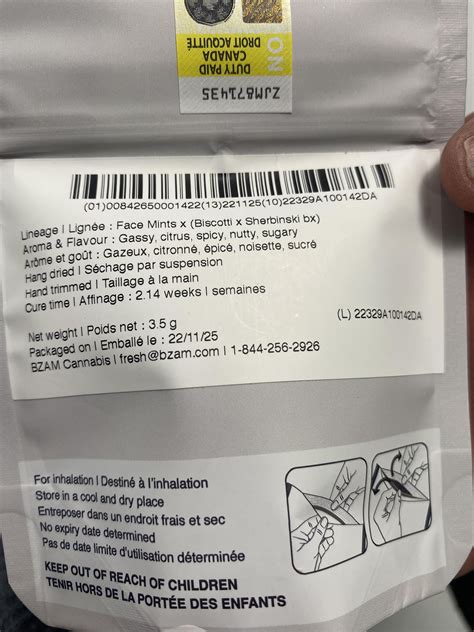 ON
DROIT ACQUITTÉ
CANADA
DUTY PAID
ZJM871435
(01)00842650001422(13)221125(10)22329A100142DA
Lineage | Lignée : Face Mints x (Biscotti x Sherbinski bx)
Aroma & Flavour : Gassy, citrus, spicy, nutty, sugary
Arôme et goût : Gazeux, citronné, épicé, noisette, sucré
Hang dried | Séchage par suspension
Hand trimmed | Taillage à la main
Cure time | Affinage : 2.14 weeks | semaines
Net weight | Poids net : 3.5 g
(L) 22329A100142DA
Packaged on | Emballé le : 22/11/25
BZAM Cannabis | fresh@bzam.com | 1-844-256-2926
For inhalation | Destiné à l'inhalation
Store in a cool and dry place
Entreposer dans un endroit frais et sec
No expiry date determined
Pas de date limite d'utilisation déterminée
KEEP OUT OF REACH OF CHILDREN
TENIR HORS DE LA PORTÉE DES ENFANTS